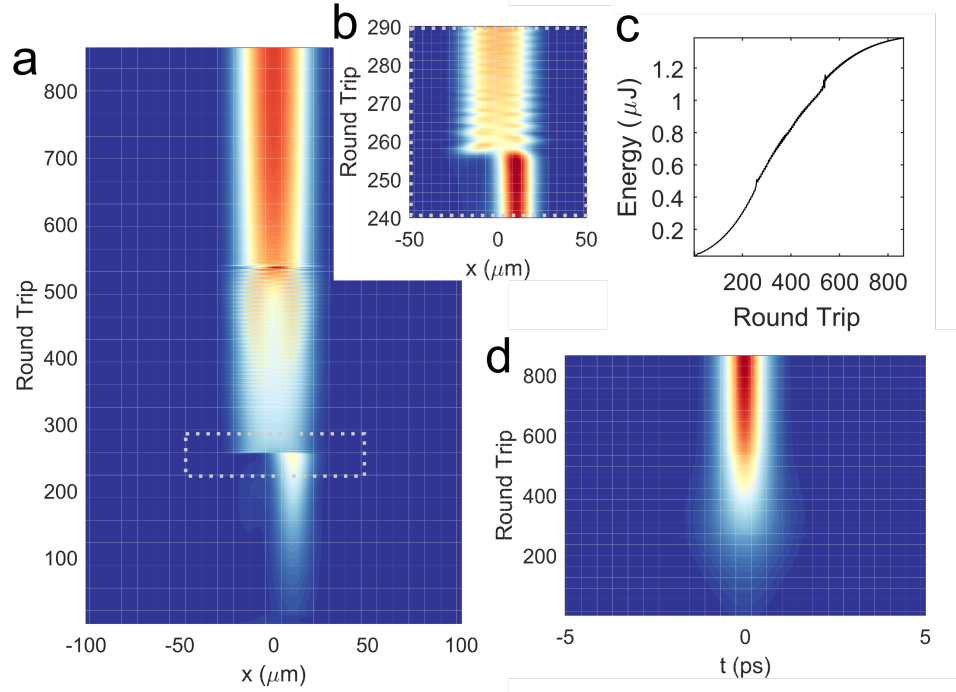 a
Round Trip
800
700
600
500
400
300
200
100
-100
-50
0
50
100
x (μm)
b
Round Trip
290
280
270
260
250
240
-50
0
50
x (μm)
c
Energy (μJ)
1.2
1
0.8
0.6
0.4
0.2
200 400 600 800
Round Trip
d
Round Trip
800
600
400
200
-5
0
5
t (ps)